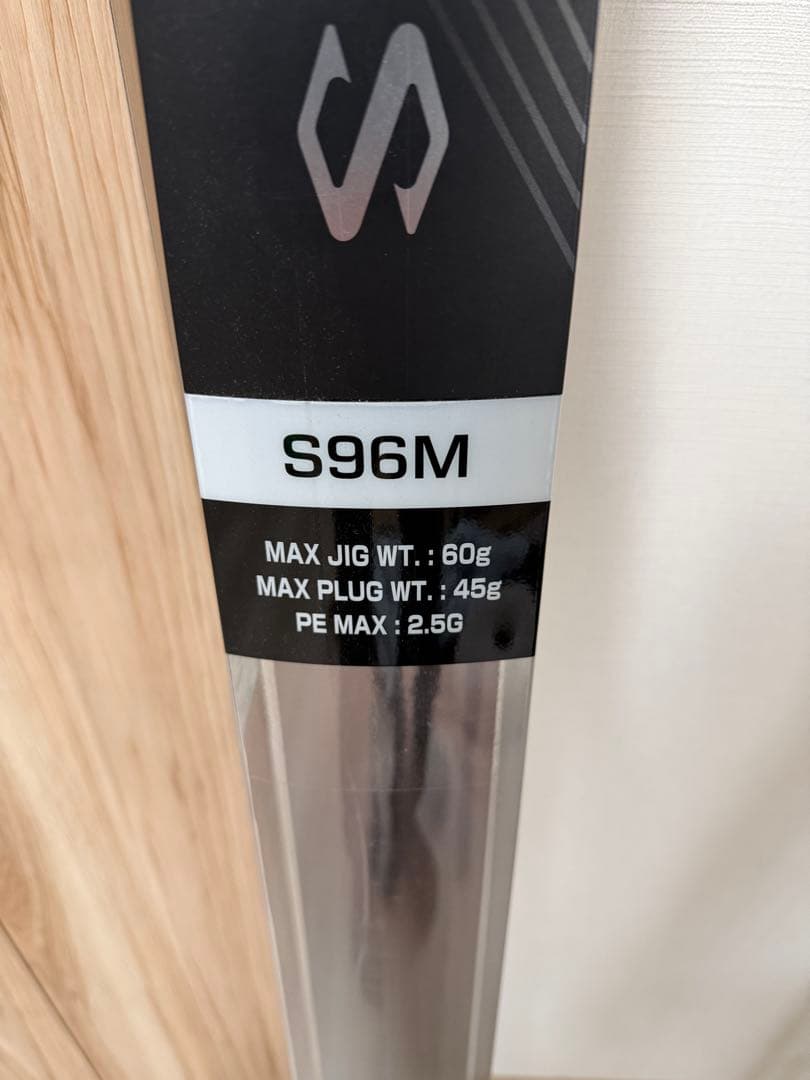 S96M
MAX JIG WT. : 60g
MAX PLUG WT. : 45g
PE MAX : 2.5G